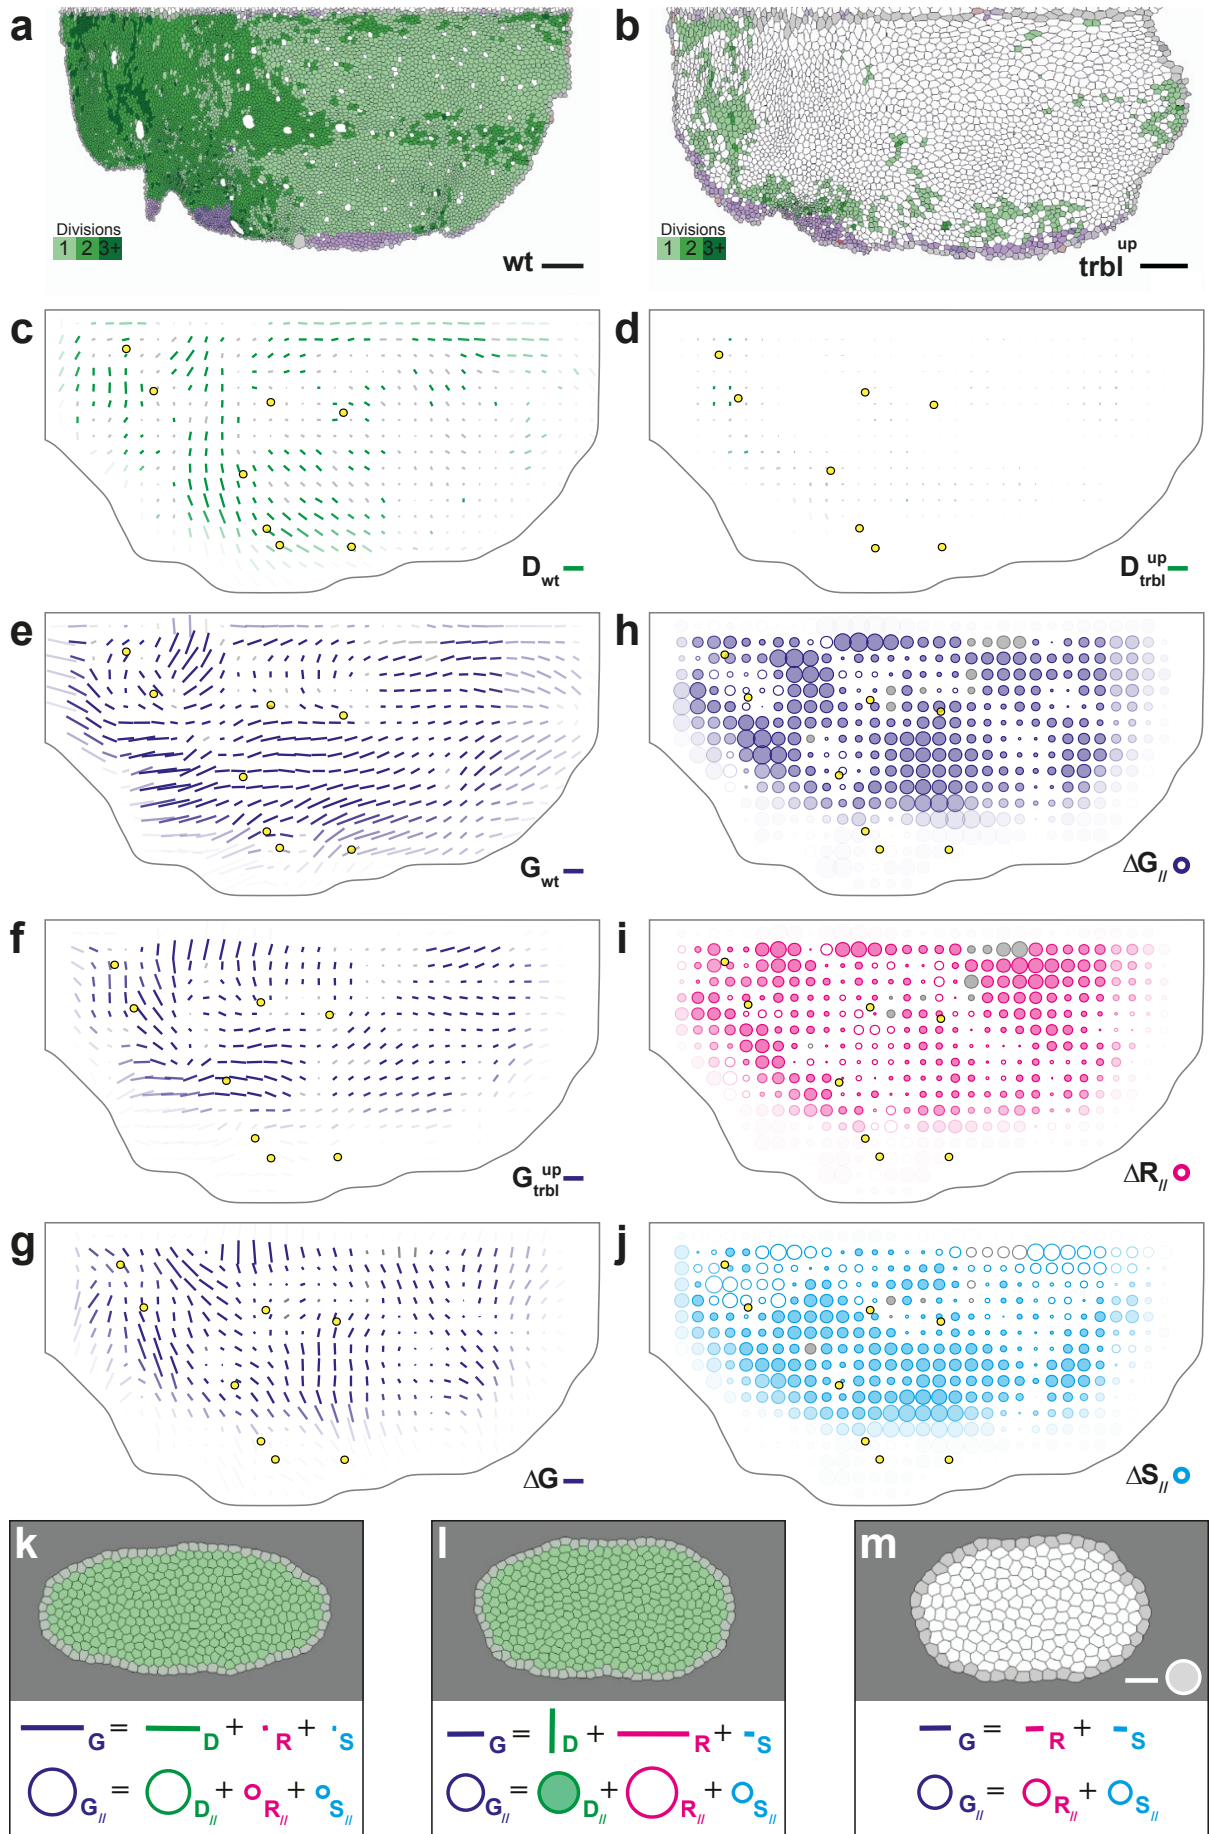 a
b
Divisions
1 2 3+
wt
Divisions
1 2 3+
trbl up
c
d
D wt
D up trbl
e
h
G wt
ΔG //
f
i
G up trbl
ΔR //
g
j
ΔG
ΔS //
k
l
m
G = D + R + S
G = D + R + S
G = R + S
G// = D// + R// + S//
G// = D// + R// + S//
G// = R// + S//